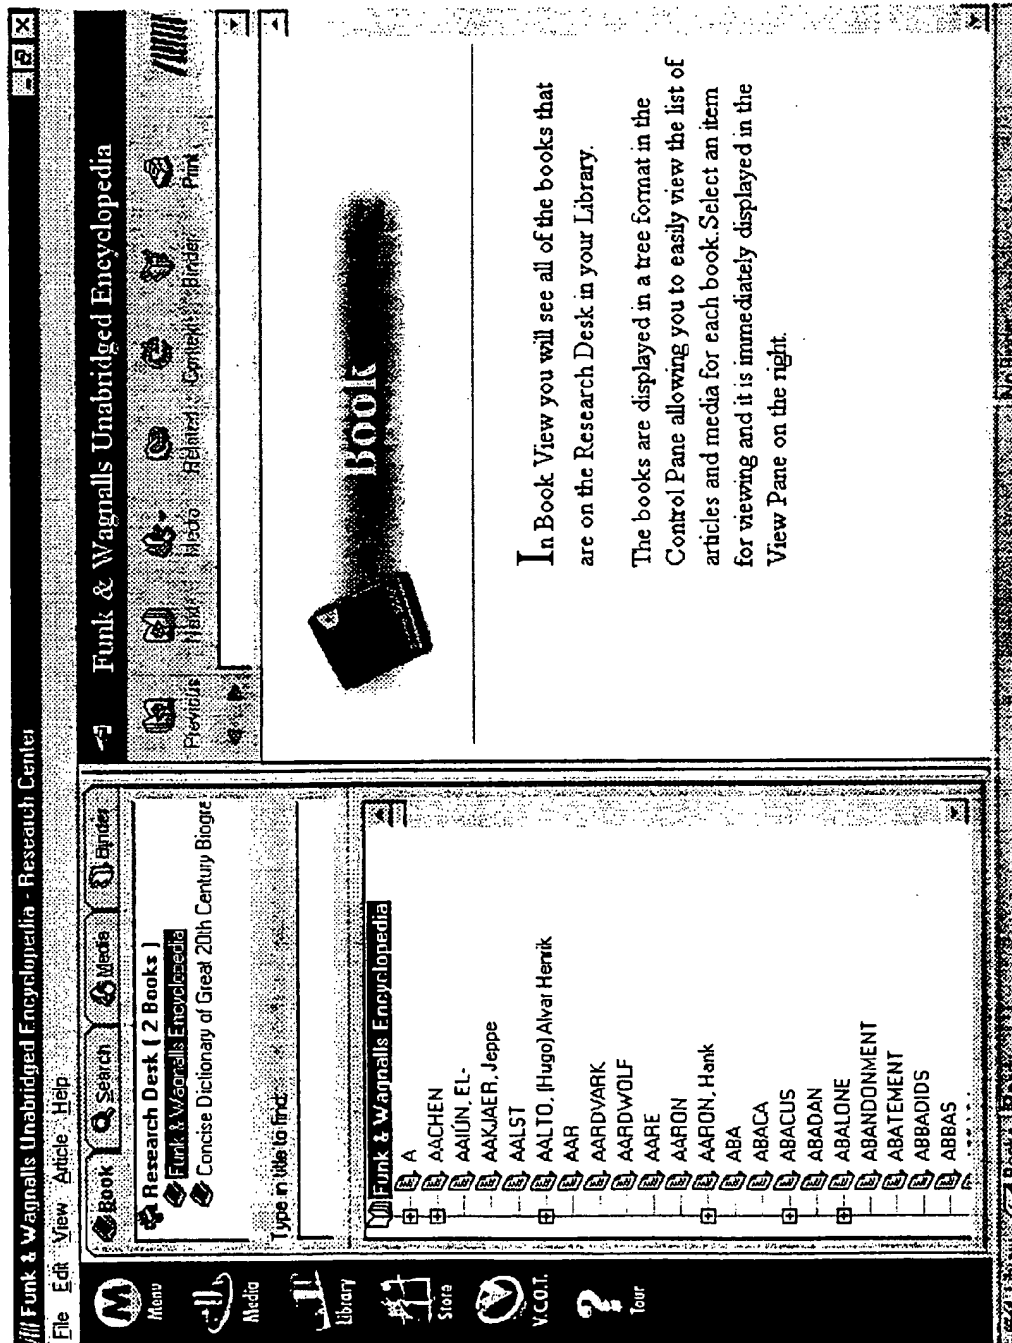 Funk & Wagnalls Unabridged Encyclopedia - Research Center
File Edit View Article Help
Menu
Media
Library
Store
V.C.O.T.
Tour
Book
Search
Media
Binder
Research Desk ( 2 Books )
Funk & Wagnalls Encyclopedia
Concise Dictionary of Great 20th Century Biogra
Type in title to find:
Funk & Wagnalls Encyclopedia
A
AACHEN
AAIÚN, EL-
AAKJAER, Jeppe
AALST
AALTO, (Hugo) Alvar Henrik
AAR
AARDVARK
AARDWOLF
AARE
AARON
AARON, Hank
ABA
ABACA
ABACUS
ABADAN
ABALONE
ABANDONMENT
ABATEMENT
ABBADIDS
ABBAS
Funk & Wagnalls Unabridged Encyclopedia
Previous
Next
Media
Related
Contents
Binder
Print
Book
In Book View you will see all of the books that
are on the Research Desk in your Library.
The books are displayed in a tree format in the
Control Pane allowing you to easily view the list of
articles and media for each book. Select an item
for viewing and it is immediately displayed in the
View Pane on the right.